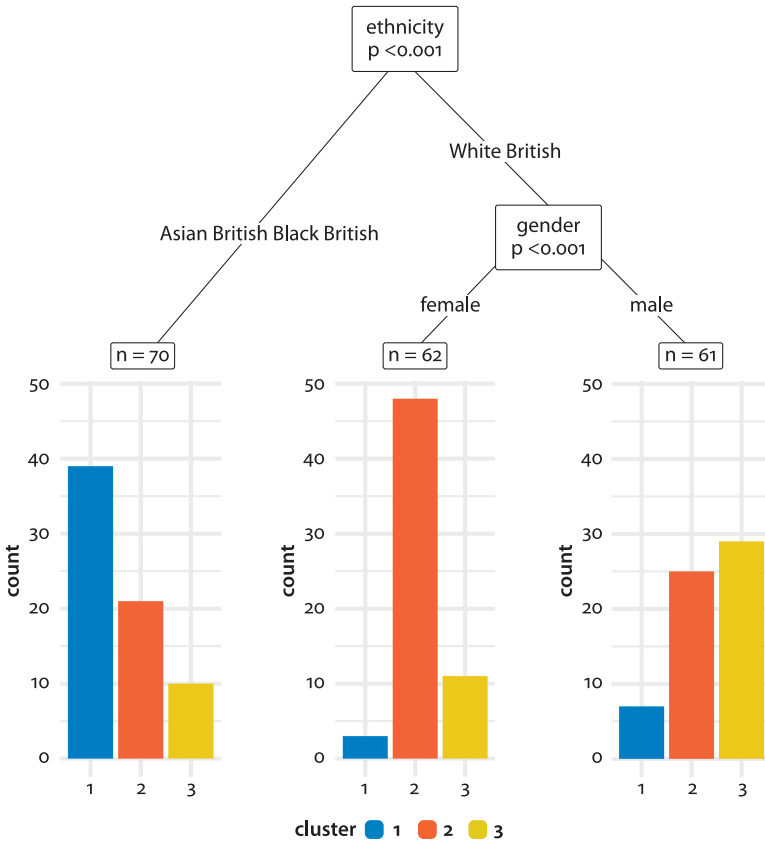 ethnicity
p <0.001
White British
Asian British Black British
gender
p <0.001
female
male
n = 70
n = 62
n = 61
50
40
30
20
10
0
count
1 2 3
50
40
30
20
10
0
count
1 2 3
50
40
30
20
10
0
count
1 2 3
cluster 1 2 3